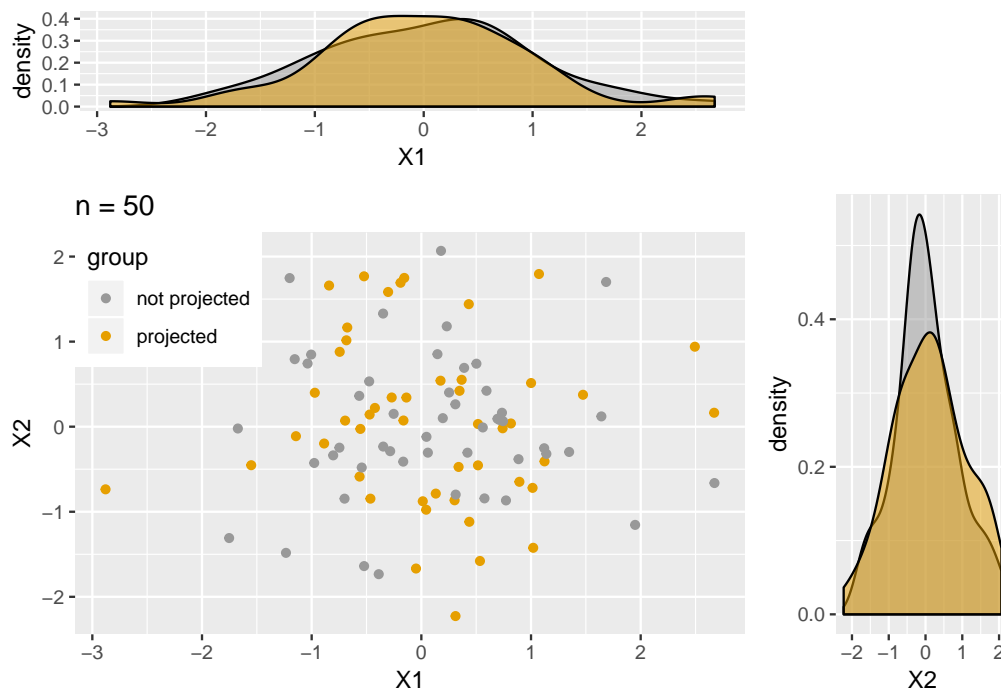 density
0.4
0.3
0.2
0.1
0.0
−3 −2 −1 0 1 2
X1
n = 50
group
not projected
projected
X2
2
1
0
−1
−2
−3 −2 −1 0 1 2
X1
density
0.4
0.2
0.0
−2 −1 0 1 2
X2